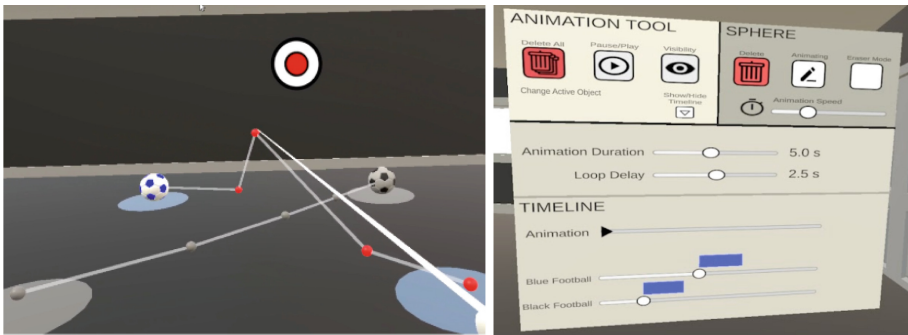 ANIMATION TOOL
Delete All
Pause/Play
Visibility
Change Active Object
Show/Hide
Timeline
SPHERE
Delete
Animating
Eraser Mode
Animation Speed
Animation Duration 5.0 s
Loop Delay 2.5 s
TIMELINE
Animation
Blue Football
Black Football